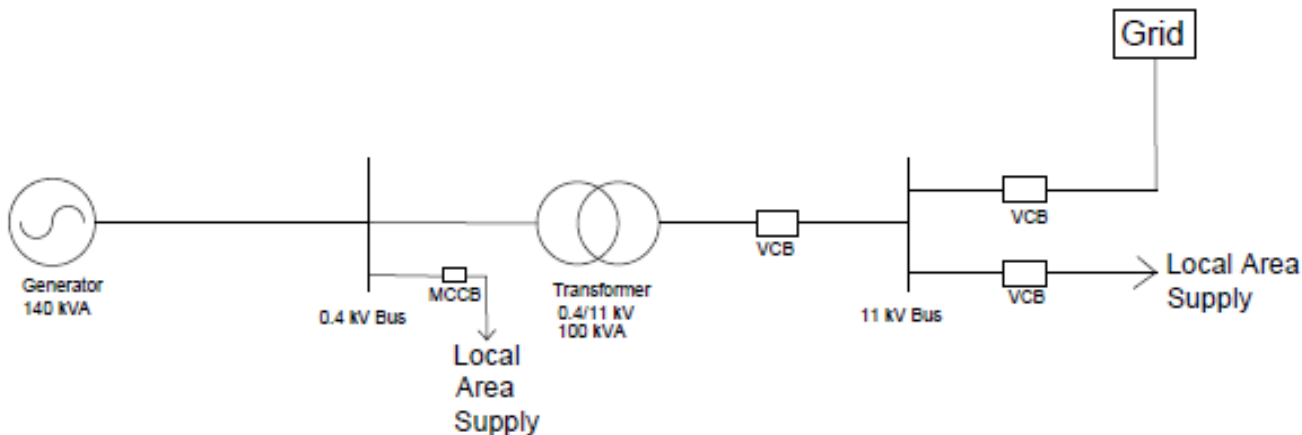 Grid
VCB
VCB
Generator
140 kVA
0.4 kV Bus
MCCB
Transformer
0.4/11 kV
100 kVA
11 kV Bus
VCB
Local Area
Supply
Local
Area
Supply